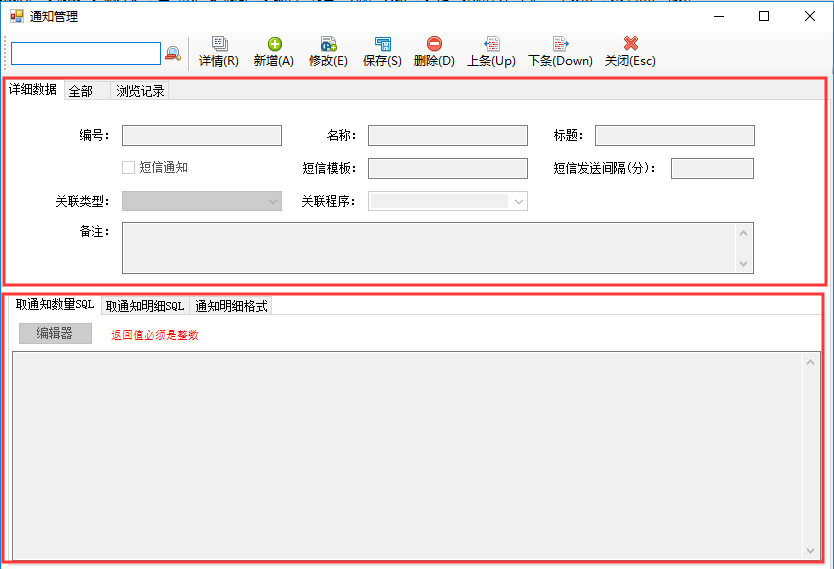 通知管理
详情(R) 新增(A) 修改(E) 保存(S) 删除(D) 上条(Up) 下条(Down) 关闭(Esc)
详细数据 全部 浏览记录
编号： 名称： 标题：
短信通知 短信模板： 短信发送间隔(分)：
关联类型： 关联程序：
备注：
取通知数量SQL 取通知明细SQL 通知明细格式
编辑器 返回值必须是整数